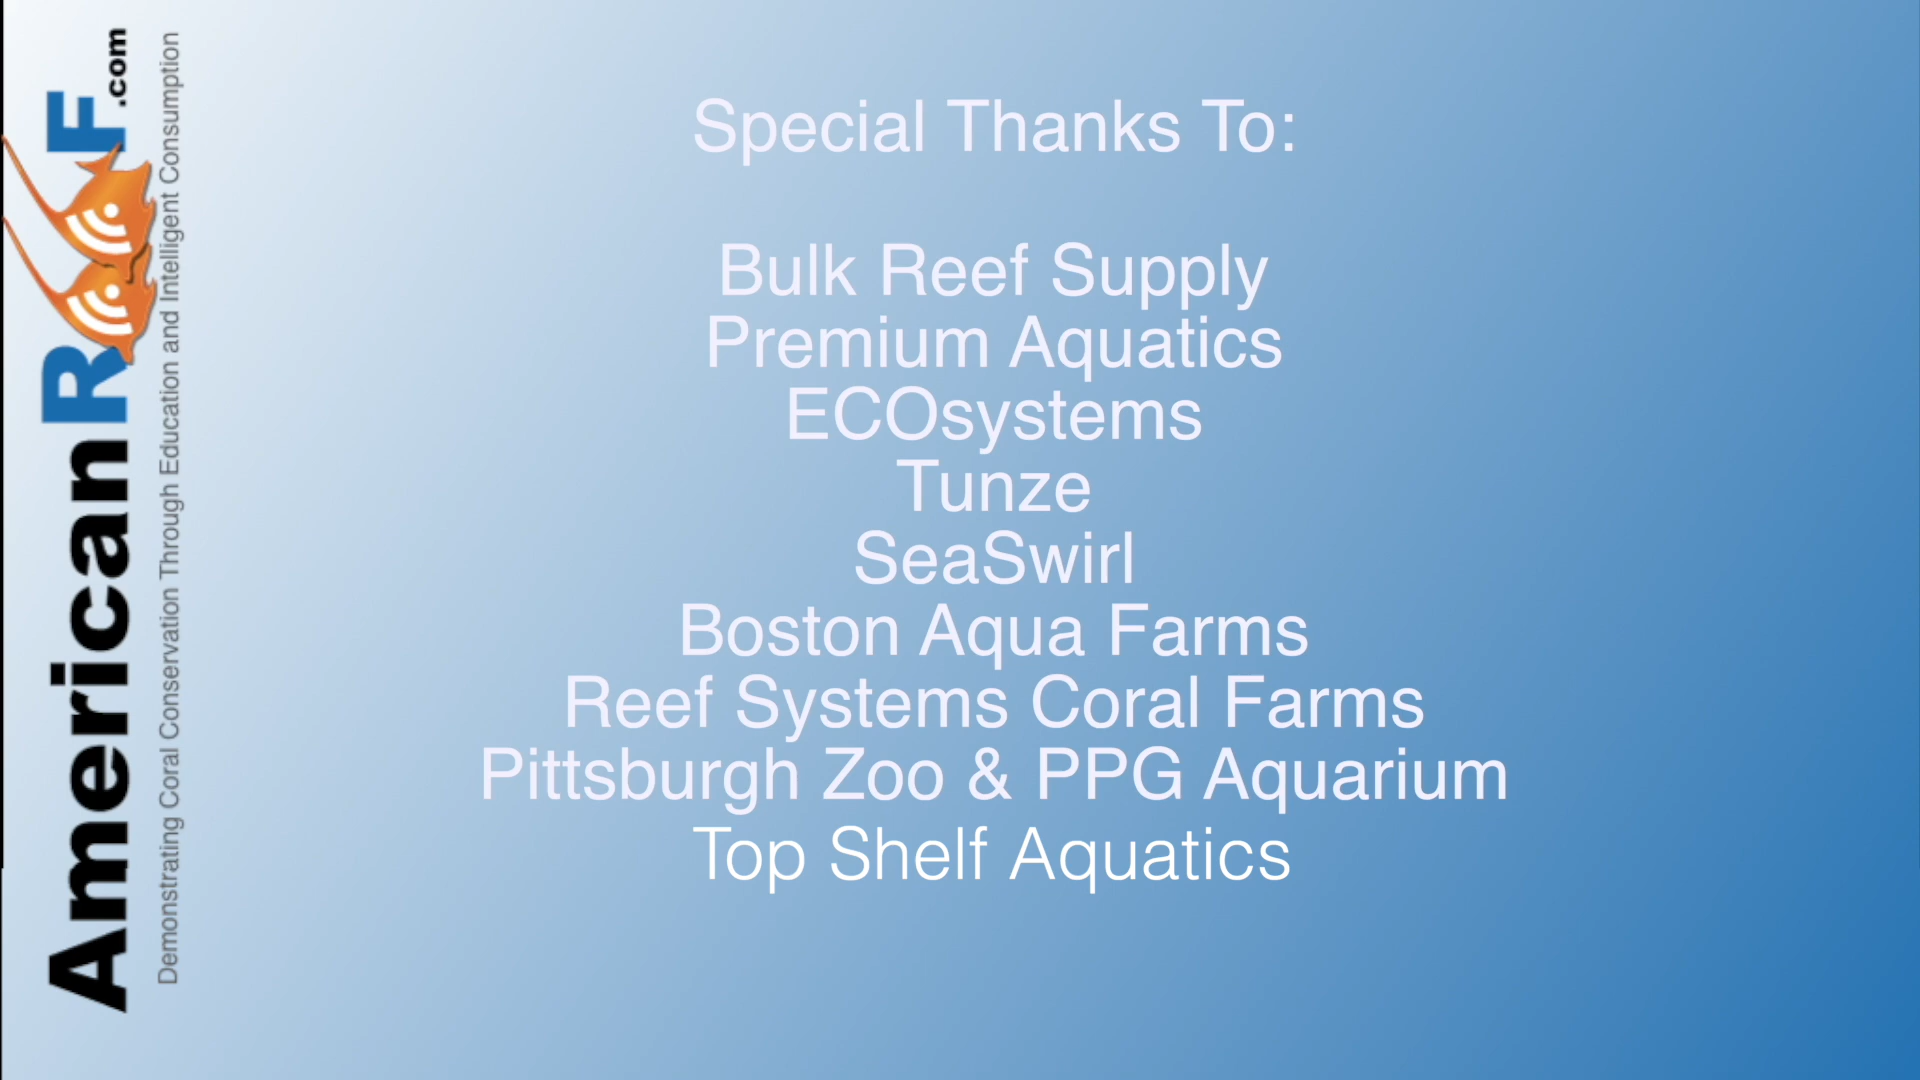 AmericanRF.com
Demonstrating Coral Conservation Through Education and Intelligent Consumption
Special Thanks To:
Bulk Reef Supply
Premium Aquatics
ECOsystems
Tunze
SeaSwirl
Boston Aqua Farms
Reef Systems Coral Farms
Pittsburgh Zoo & PPG Aquarium
Top Shelf Aquatics